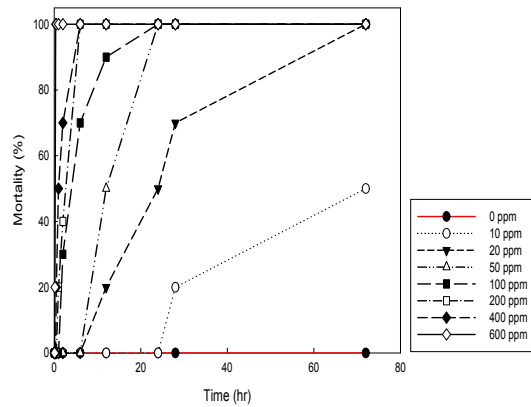 100
80
60
40
20
0
Mortality (%)
0 20 40 60 80
Time (hr)
0 ppm
10 ppm
20 ppm
50 ppm
100 ppm
200 ppm
400 ppm
600 ppm